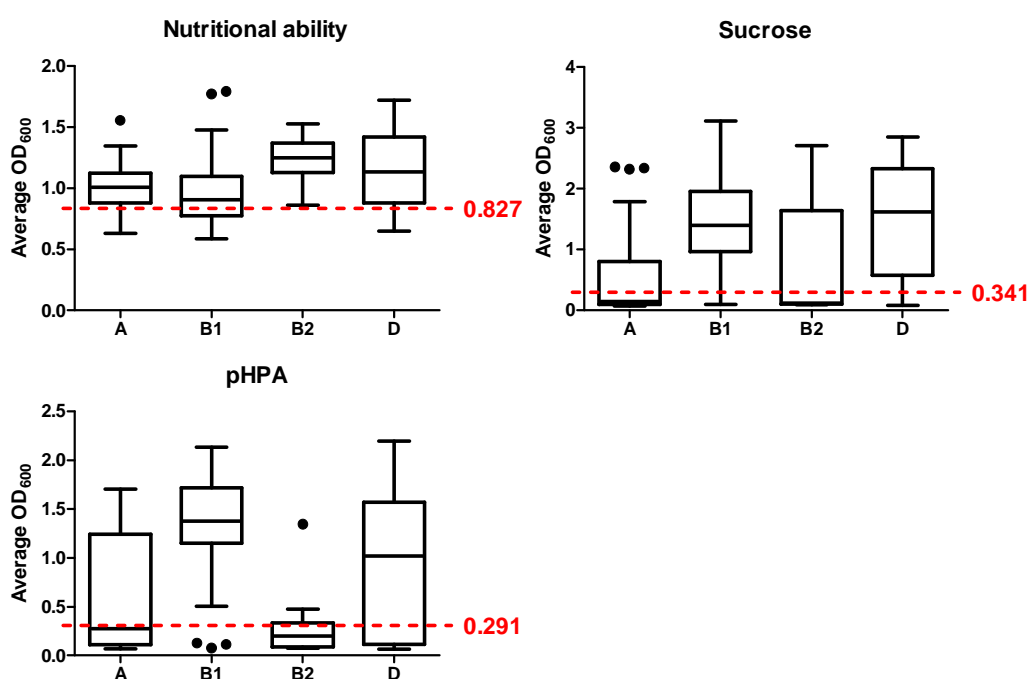 Nutritional ability
Average OD600
2.0
1.5
1.0
0.5
0.0
A B1 B2 D
0.827
Sucrose
Average OD600
4
3
2
1
0
A B1 B2 D
0.341
pHPA
Average OD600
2.5
2.0
1.5
1.0
0.5
0.0
A B1 B2 D
0.291